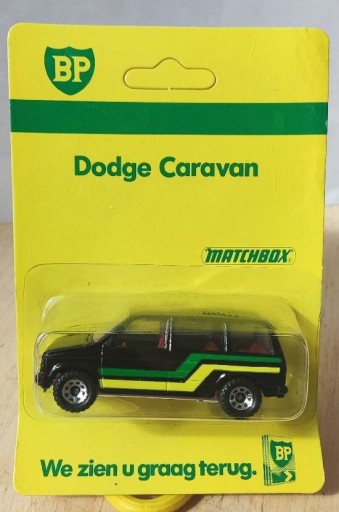 BP
Dodge Caravan
MATCHBOX
We zien u graag terug.
BP